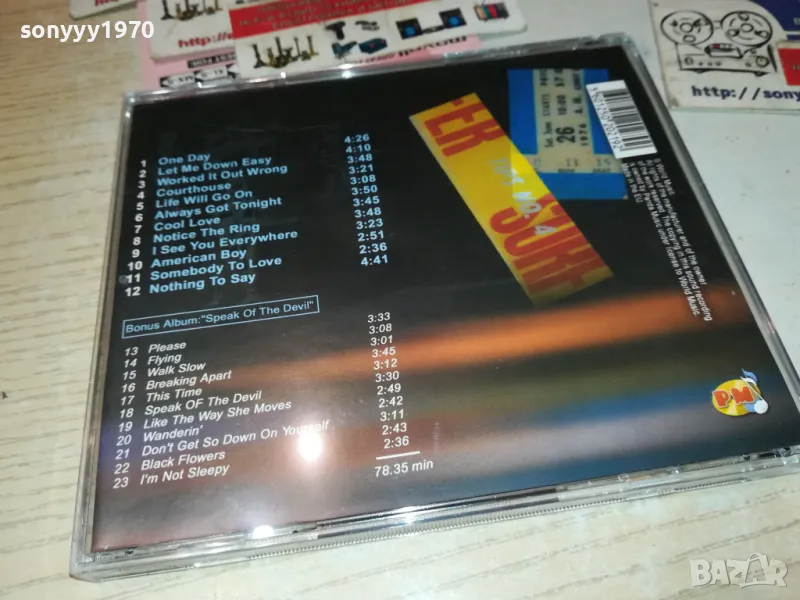 sonyyy1970
http://sony
1 One Day 4:26
2 Let Me Down Easy 4:10
3 Worked It Out Wrong 3:48
4 Courthouse 3:21
5 Life Will Go On 3:08
6 Always Got Tonight 3:50
7 Cool Love 3:45
8 Notice The Ring 3:48
9 I See You Everywhere 3:23
10 American Boy 2:51
11 Somebody To Love 2:36
12 Nothing To Say 4:41
Bonus Album:"Speak Of The Devil"
13 Please 3:33
14 Flying 3:08
15 Walk Slow 3:01
16 Breaking Apart 3:45
17 This Time 3:12
18 Speak OF The Devil 3:30
19 Like The Way She Moves 2:49
20 Wanderin' 2:42
21 Don't Get So Down On Yourself 3:11
22 Black Flowers 2:43
23 I'm Not Sleepy 2:36
78.35 min
26
PM
BAZAR